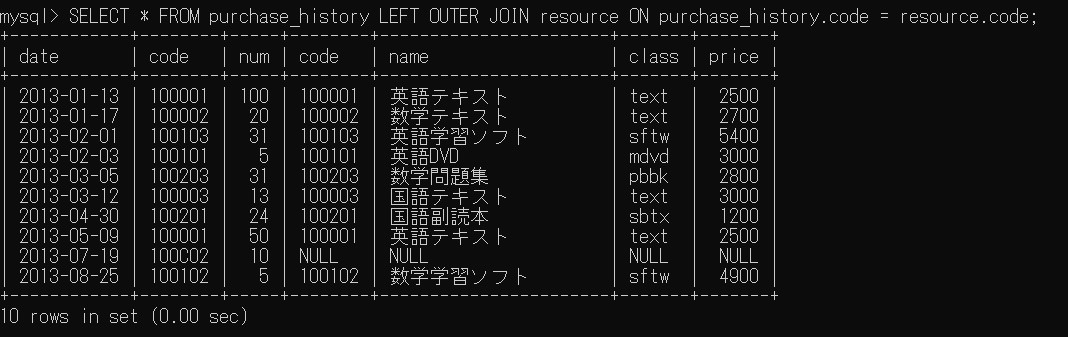 mysql> SELECT * FROM purchase_history LEFT OUTER JOIN resource ON purchase_history.code = resource.code;
+------------+--------+-----+--------+--------------------+-------+-------+
| date | code | num | code | name | class | price |
+------------+--------+-----+--------+--------------------+-------+-------+
| 2013-01-13 | 100001 | 100 | 100001 | 英語テキスト | text | 2500 |
| 2013-01-17 | 100002 | 20 | 100002 | 数学テキスト | text | 2700 |
| 2013-02-01 | 100103 | 31 | 100103 | 英語学習ソフト | sftw | 5400 |
| 2013-02-03 | 100101 | 5 | 100101 | 英語DVD | mdvd | 3000 |
| 2013-03-05 | 100203 | 31 | 100203 | 数学問題集 | pbbk | 2800 |
| 2013-03-12 | 100003 | 13 | 100003 | 国語テキスト | text | 3000 |
| 2013-04-30 | 100201 | 24 | 100201 | 国語副読本 | sbtx | 1200 |
| 2013-05-09 | 100001 | 50 | 100001 | 英語テキスト | text | 2500 |
| 2013-07-19 | 100C02 | 10 | NULL | NULL | NULL | NULL |
| 2013-08-25 | 100102 | 5 | 100102 | 数学学習ソフト | sftw | 4900 |
+------------+--------+-----+--------+--------------------+-------+-------+
10 rows in set (0.00 sec)